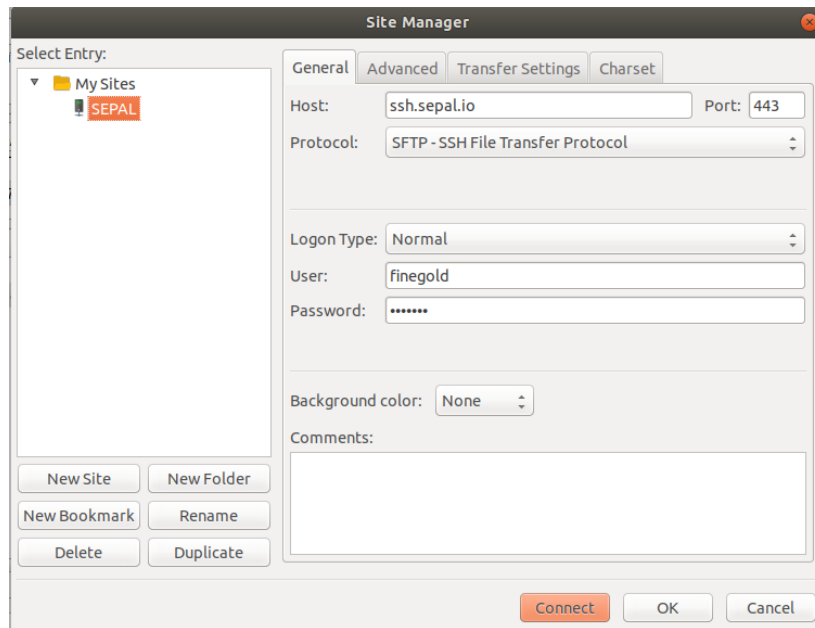 Site Manager
Select Entry:
My Sites
SEPAL
General Advanced Transfer Settings Charset
Host: ssh.sepal.io Port: 443
Protocol: SFTP - SSH File Transfer Protocol
Logon Type: Normal
User: finegold
Password: •••••••
Background color: None
Comments:
New Site New Folder
New Bookmark Rename
Delete Duplicate
Connect OK Cancel